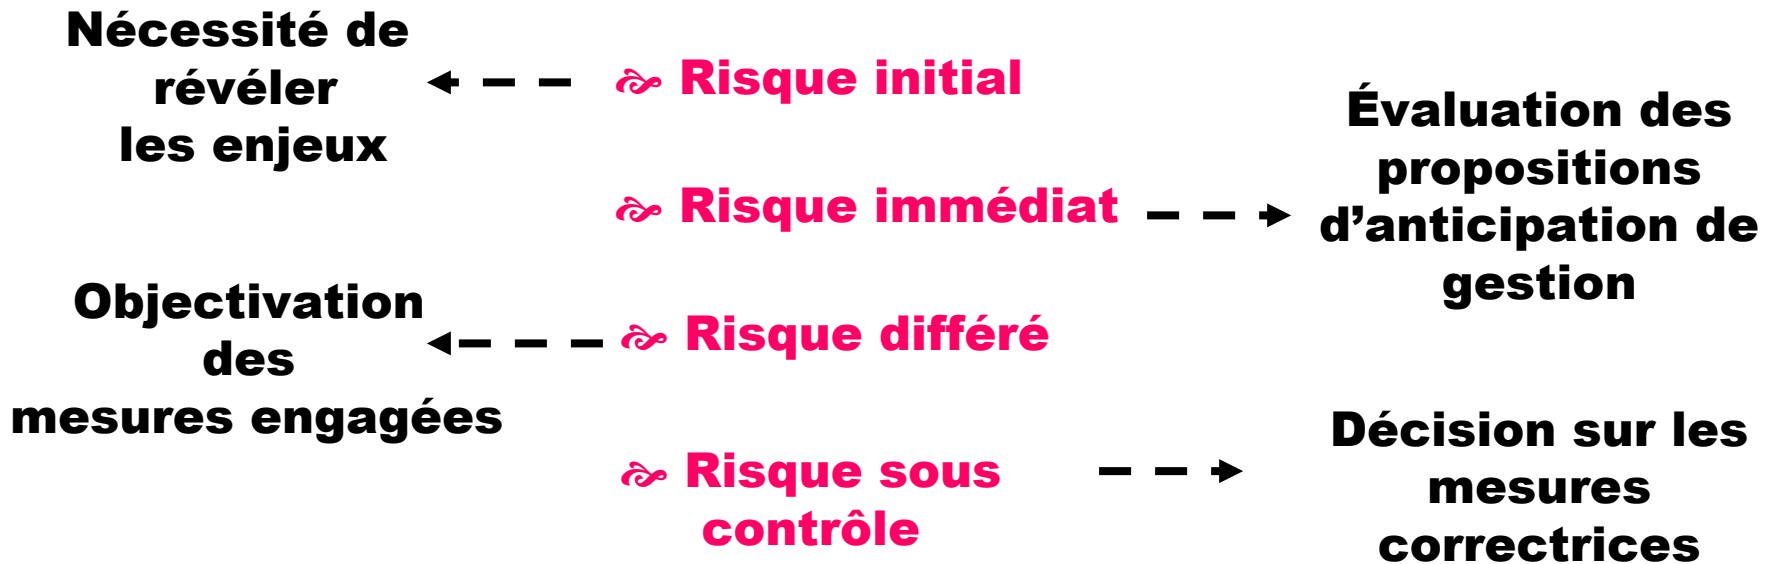 Nécessité de
révéler
les enjeux
Risque initial
Risque immédiat
Évaluation des
propositions
d’anticipation de
gestion
Objectivation
des
mesures engagées
Risque différé
Risque sous
contrôle
Décision sur les
mesures
correctrices